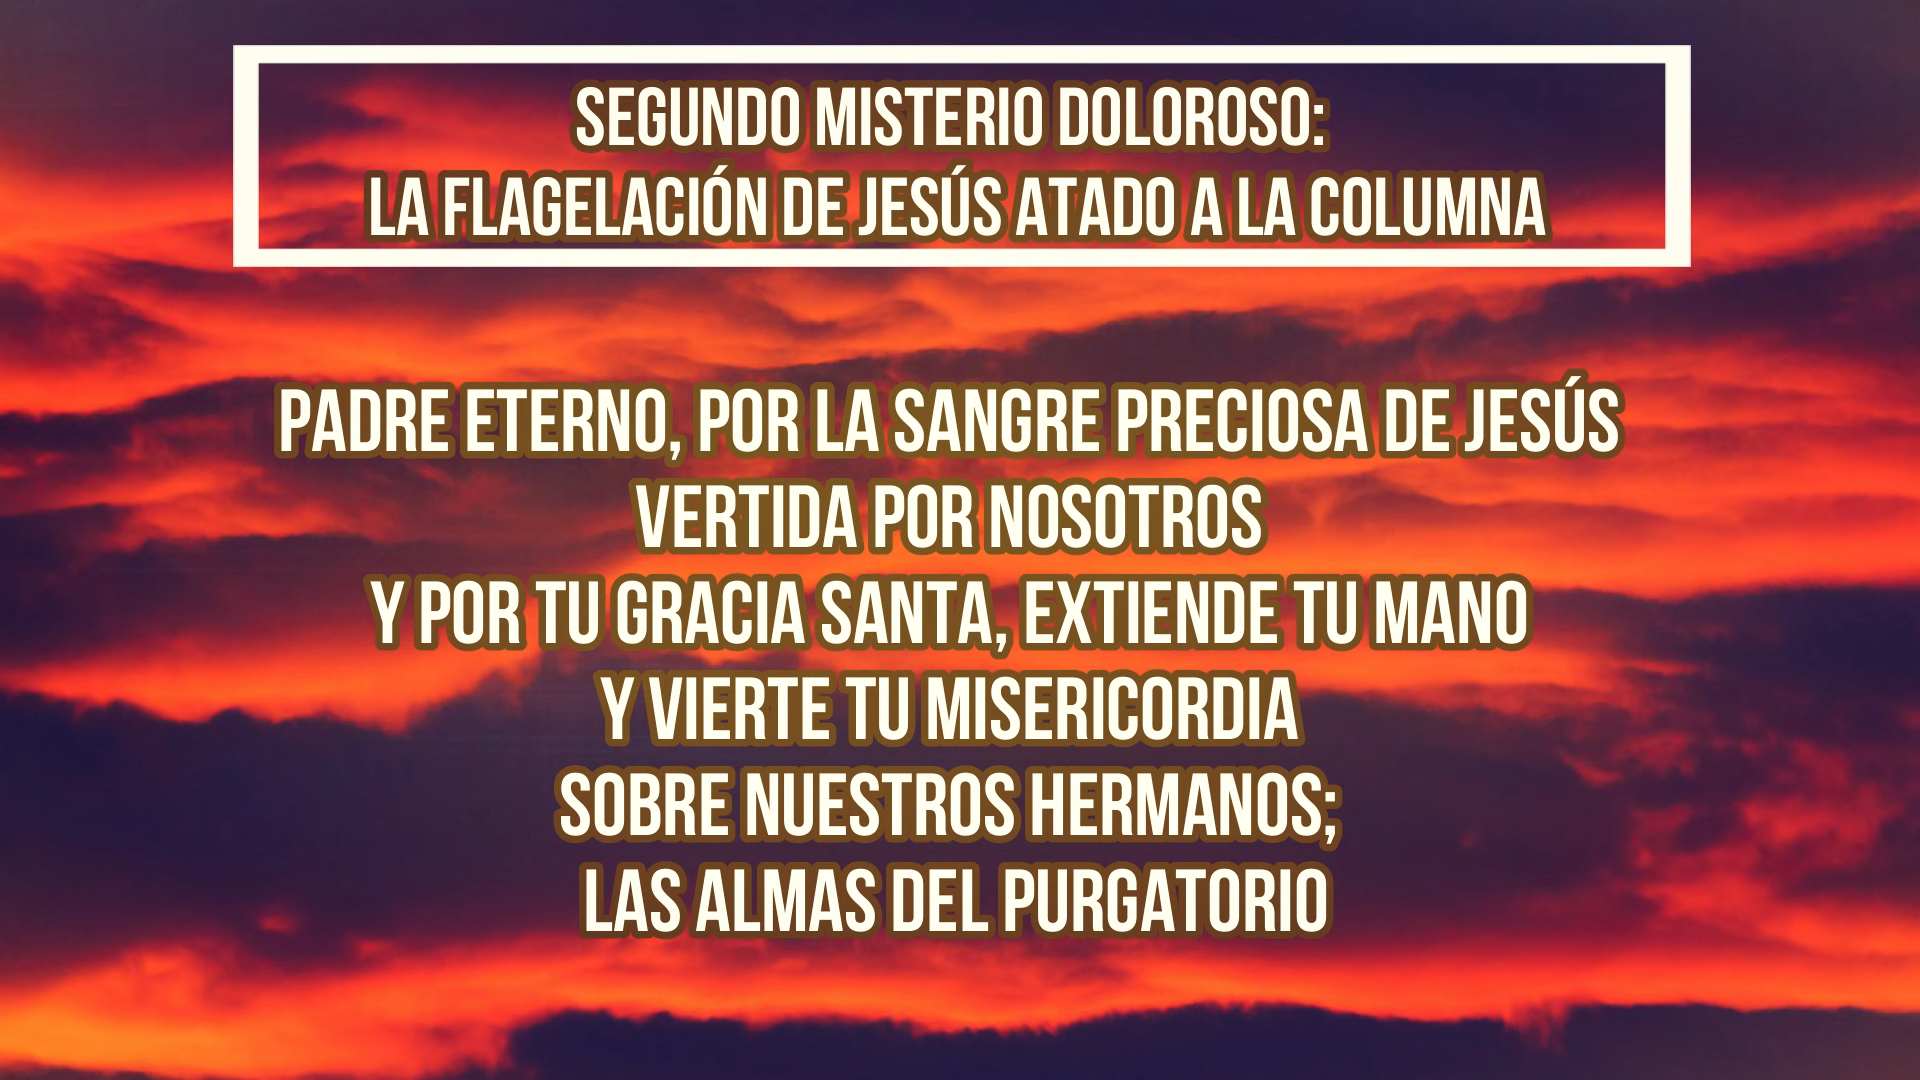 SEGUNDO MISTERIO DOLOROSO:
LA FLAGELACIÓN DE JESÚS ATADO A LA COLUMNA
PADRE ETERNO, POR LA SANGRE PRECIOSA DE JESÚS
VERTIDA POR NOSOTROS
Y POR TU GRACIA SANTA, EXTIENDE TU MANO
Y VIERTE TU MISERICORDIA
SOBRE NUESTROS HERMANOS;
LAS ALMAS DEL PURGATORIO